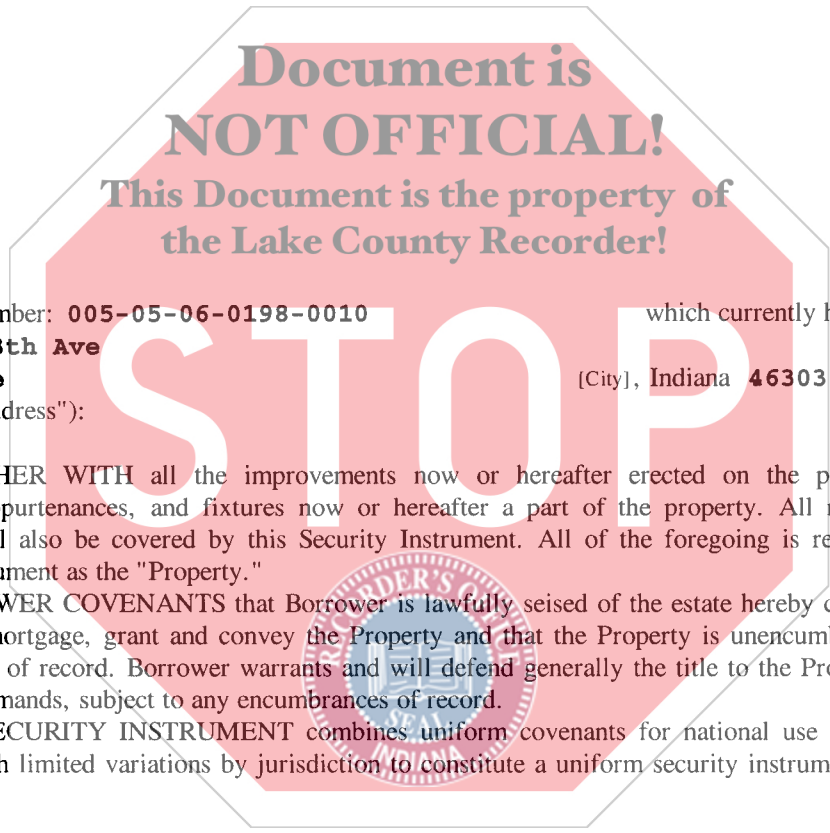 Document is
NOT OFFICIAL!
This Document is the property of
the Lake County Recorder!
STOP
mber: 005-05-06-0198-0010 which currently h
8th Ave
e [City], Indiana 46303
dress"):
HER WITH all the improvements now or hereafter erected on the p
purtenances, and fixtures now or hereafter a part of the property. All r
l also be covered by this Security Instrument. All of the foregoing is re
ument as the "Property."
WER COVENANTS that Borrower is lawfully seised of the estate hereby c
ortgage, grant and convey the Property and that the Property is unencumb
of record. Borrower warrants and will defend generally the title to the Pro
mands, subject to any encumbrances of record.
ECURITY INSTRUMENT combines uniform covenants for national use
h limited variations by jurisdiction to constitute a uniform security instrum
RECORDER'S OFFICE
SEAL
INDIANA